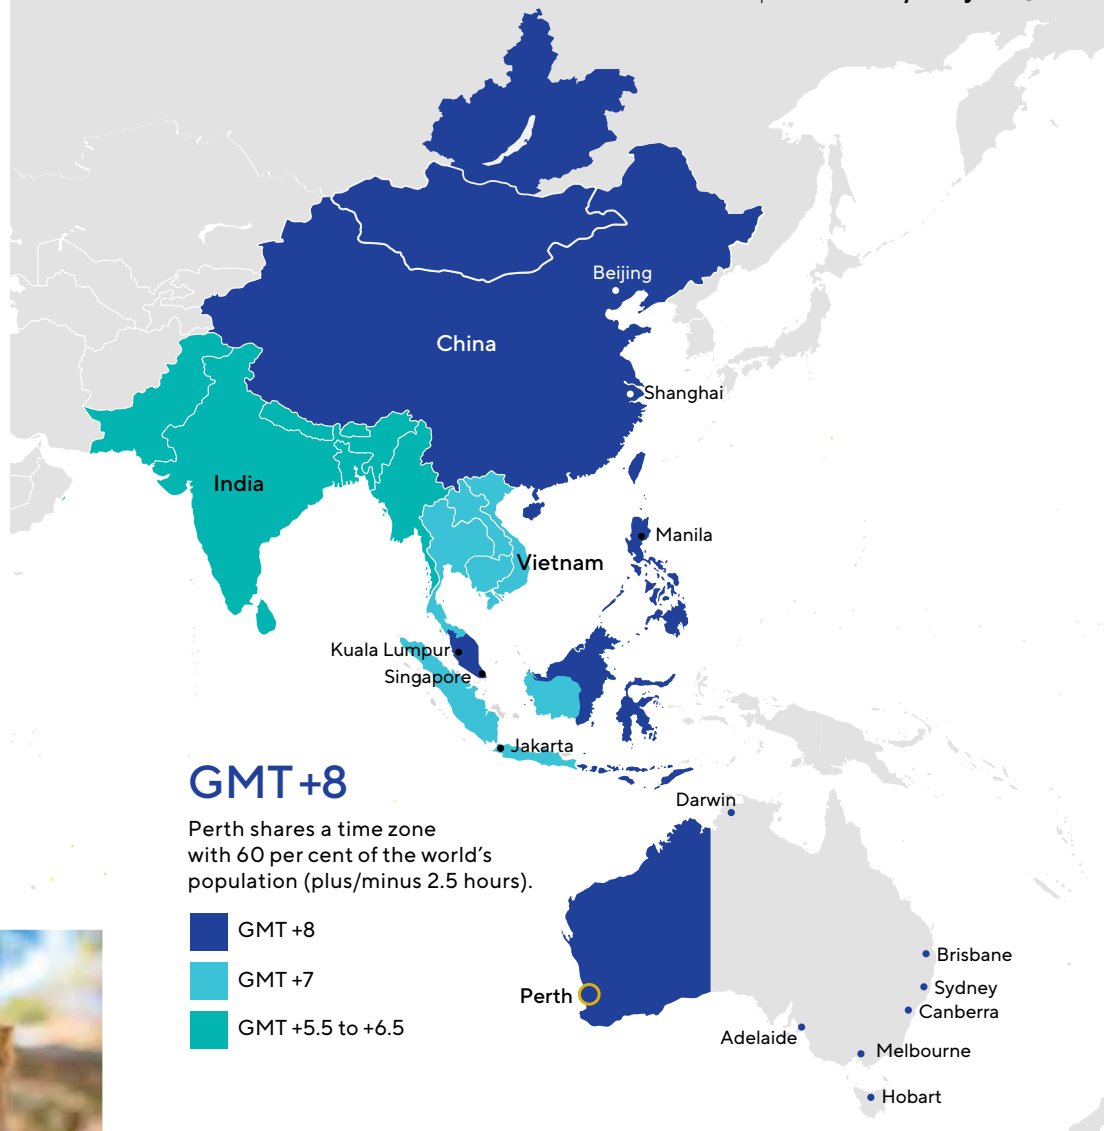 Beijing
China
Shanghai
India
Manila
Vietnam
Kuala Lumpur
Singapore
Jakarta
GMT +8
Perth shares a time zone
with 60 per cent of the world’s
population (plus/minus 2.5 hours).
GMT +8
GMT +7
GMT +5.5 to +6.5
Darwin
Brisbane
Perth
Sydney
Canberra
Adelaide
Melbourne
Hobart